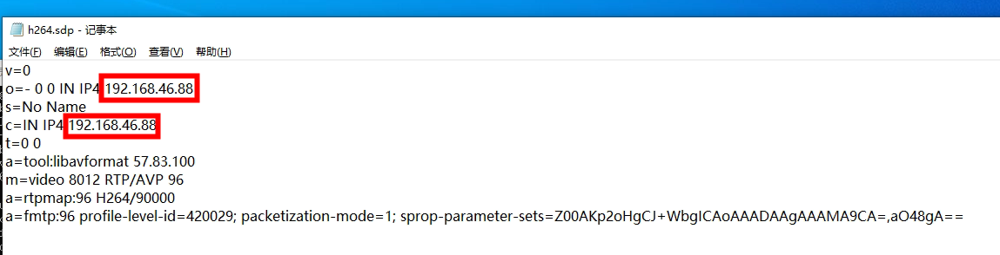 h264.sdp - 记事本
文件(F) 编辑(E) 格式(O) 查看(V) 帮助(H)
v=0
o=- 0 0 IN IP4 192.168.46.88
s=No Name
c=IN IP4 192.168.46.88
t=0 0
a=tool:libavformat 57.83.100
m=video 8012 RTP/AVP 96
a=rtpmap:96 H264/90000
a=fmtp:96 profile-level-id=420029; packetization-mode=1; sprop-parameter-sets=Z00AKp2oHgCJ+WbgICAoAAADAAgAAAMA9CA=,aO48gA==